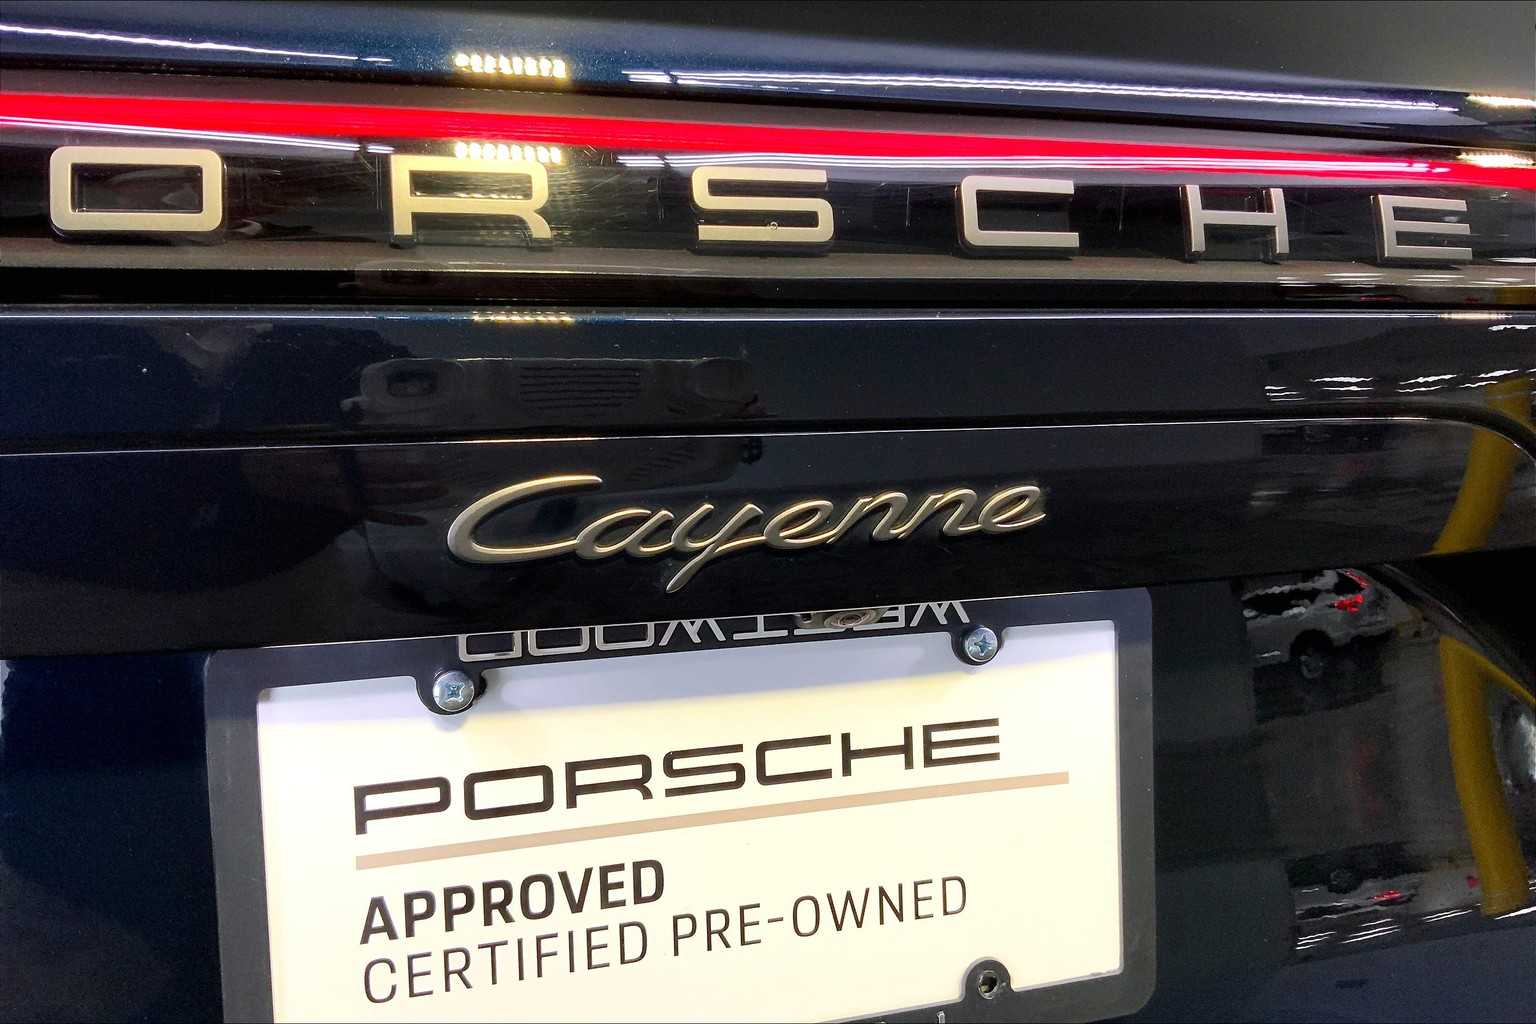 ORSCHE
Cayenne
WESTWOOD
PORSCHE
APPROVED
CERTIFIED PRE-OWNED